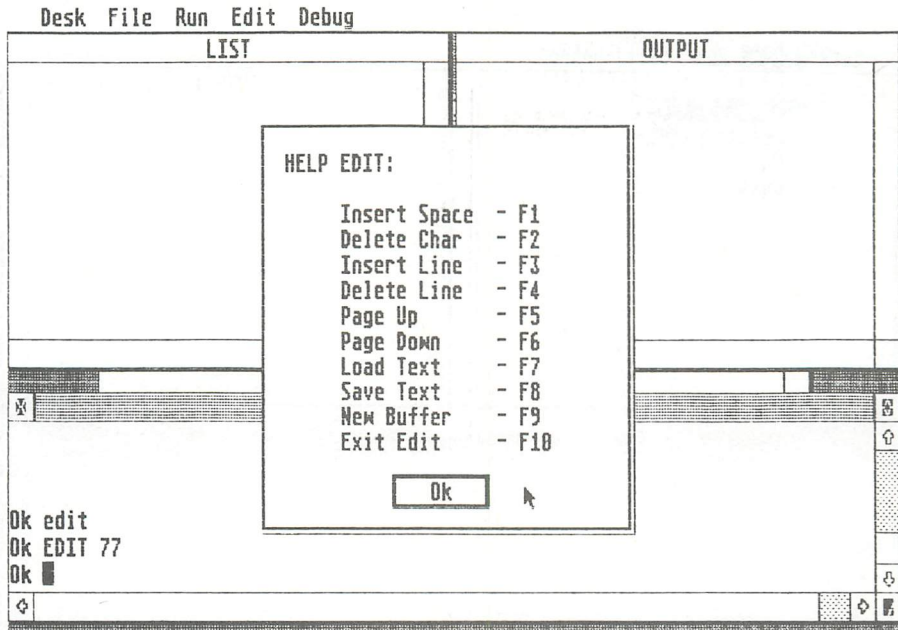 Desk File Run Edit Debug
LIST
OUTPUT
HELP EDIT:
Insert Space - F1
Delete Char - F2
Insert Line - F3
Delete Line - F4
Page Up - F5
Page Down - F6
Load Text - F7
Save Text - F8
New Buffer - F9
Exit Edit - F10
Ok
Ok edit
Ok EDIT 77
Ok